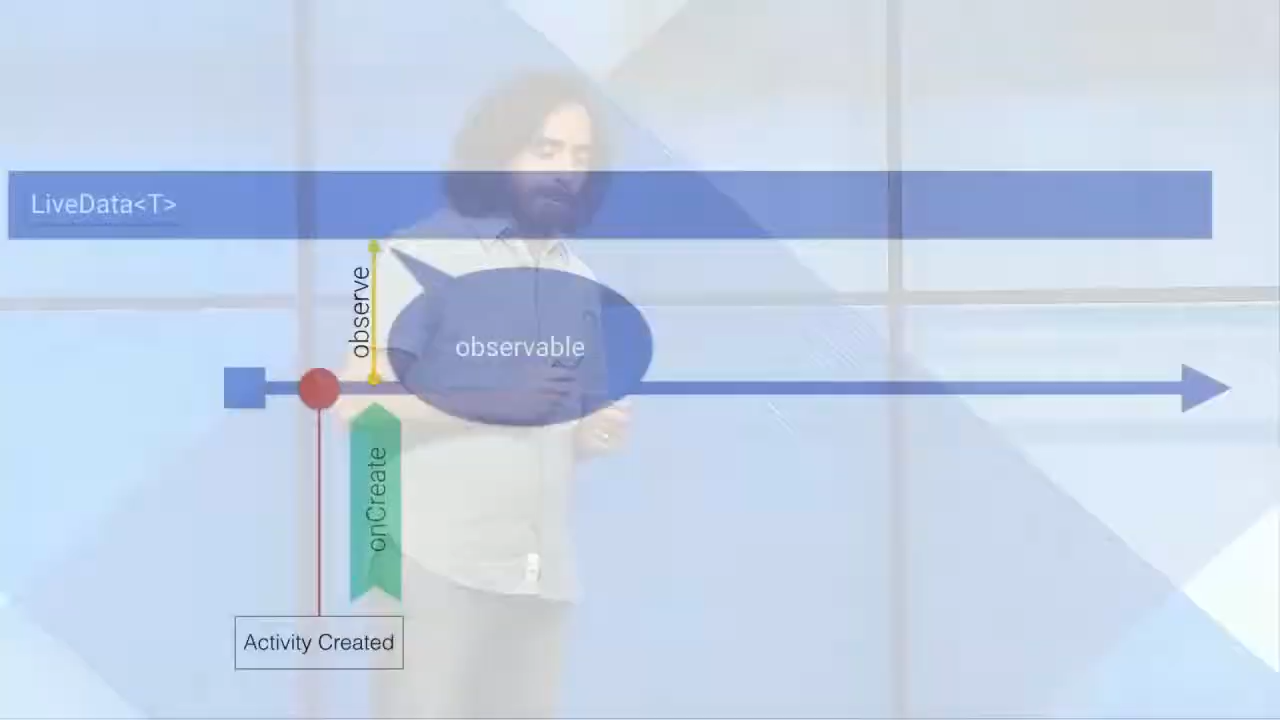 LiveData<T>
observe
observable
onCreate
Activity Created